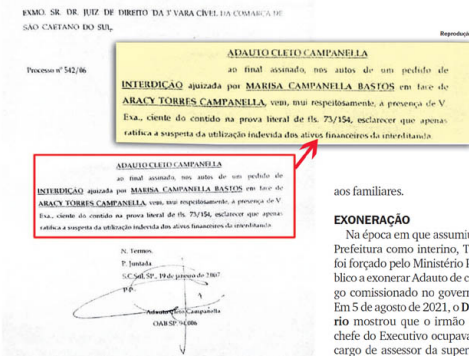 EXMO. SR. DR. JUIZ DE DIREITO DA 3ª VARA CÍVEL DA COMARCA DE
SÃO CAETANO DO SUL.
Reprodução
Processo nº 542/06
ADAUTO CLETO CAMPANELLA
ao final assinado, nos autos de um pedido de
INTERDIÇÃO ajuizada por MARISA CAMPANELLA BASTOS em face de
ARACY TORRES CAMPANELLA, vem, mui respeitosamente, a presença de V.
Exa., ciente do contido na prova literal de fls. 73/154, esclarecer que apenas
ratifica a suspeita da utilização indevida dos ativos financeiros da interditanda.
ADAUTO CLETO CAMPANELLA
ao final assinado, nos autos de um pedido de
INTERDIÇÃO ajuizada por MARISA CAMPANELLA BASTOS em face de
ARACY TORRES CAMPANELLA, vem, mui respeitosamente, a presença de V.
Exa., ciente do contido na prova literal de fls. 73/154, esclarecer que apenas
ratifica a suspeita da utilização indevida dos ativos financeiros da interditanda.
N. Termos,
P. Juntada
S.C.Sul, SP., 19 de janeiro de 2007
P.P.
Adauto Cleto Campanella
OAB SP
aos familiares.
EXONERAÇÃO
Na época em que assumiu
Prefeitura como interino, T
foi forçado pelo Ministério P
blico a exonerar Adauto de c
go comissionado no govern
Em 5 de agosto de 2021, o D
rio mostrou que o irmão
chefe do Executivo ocupav
cargo de assessor da super